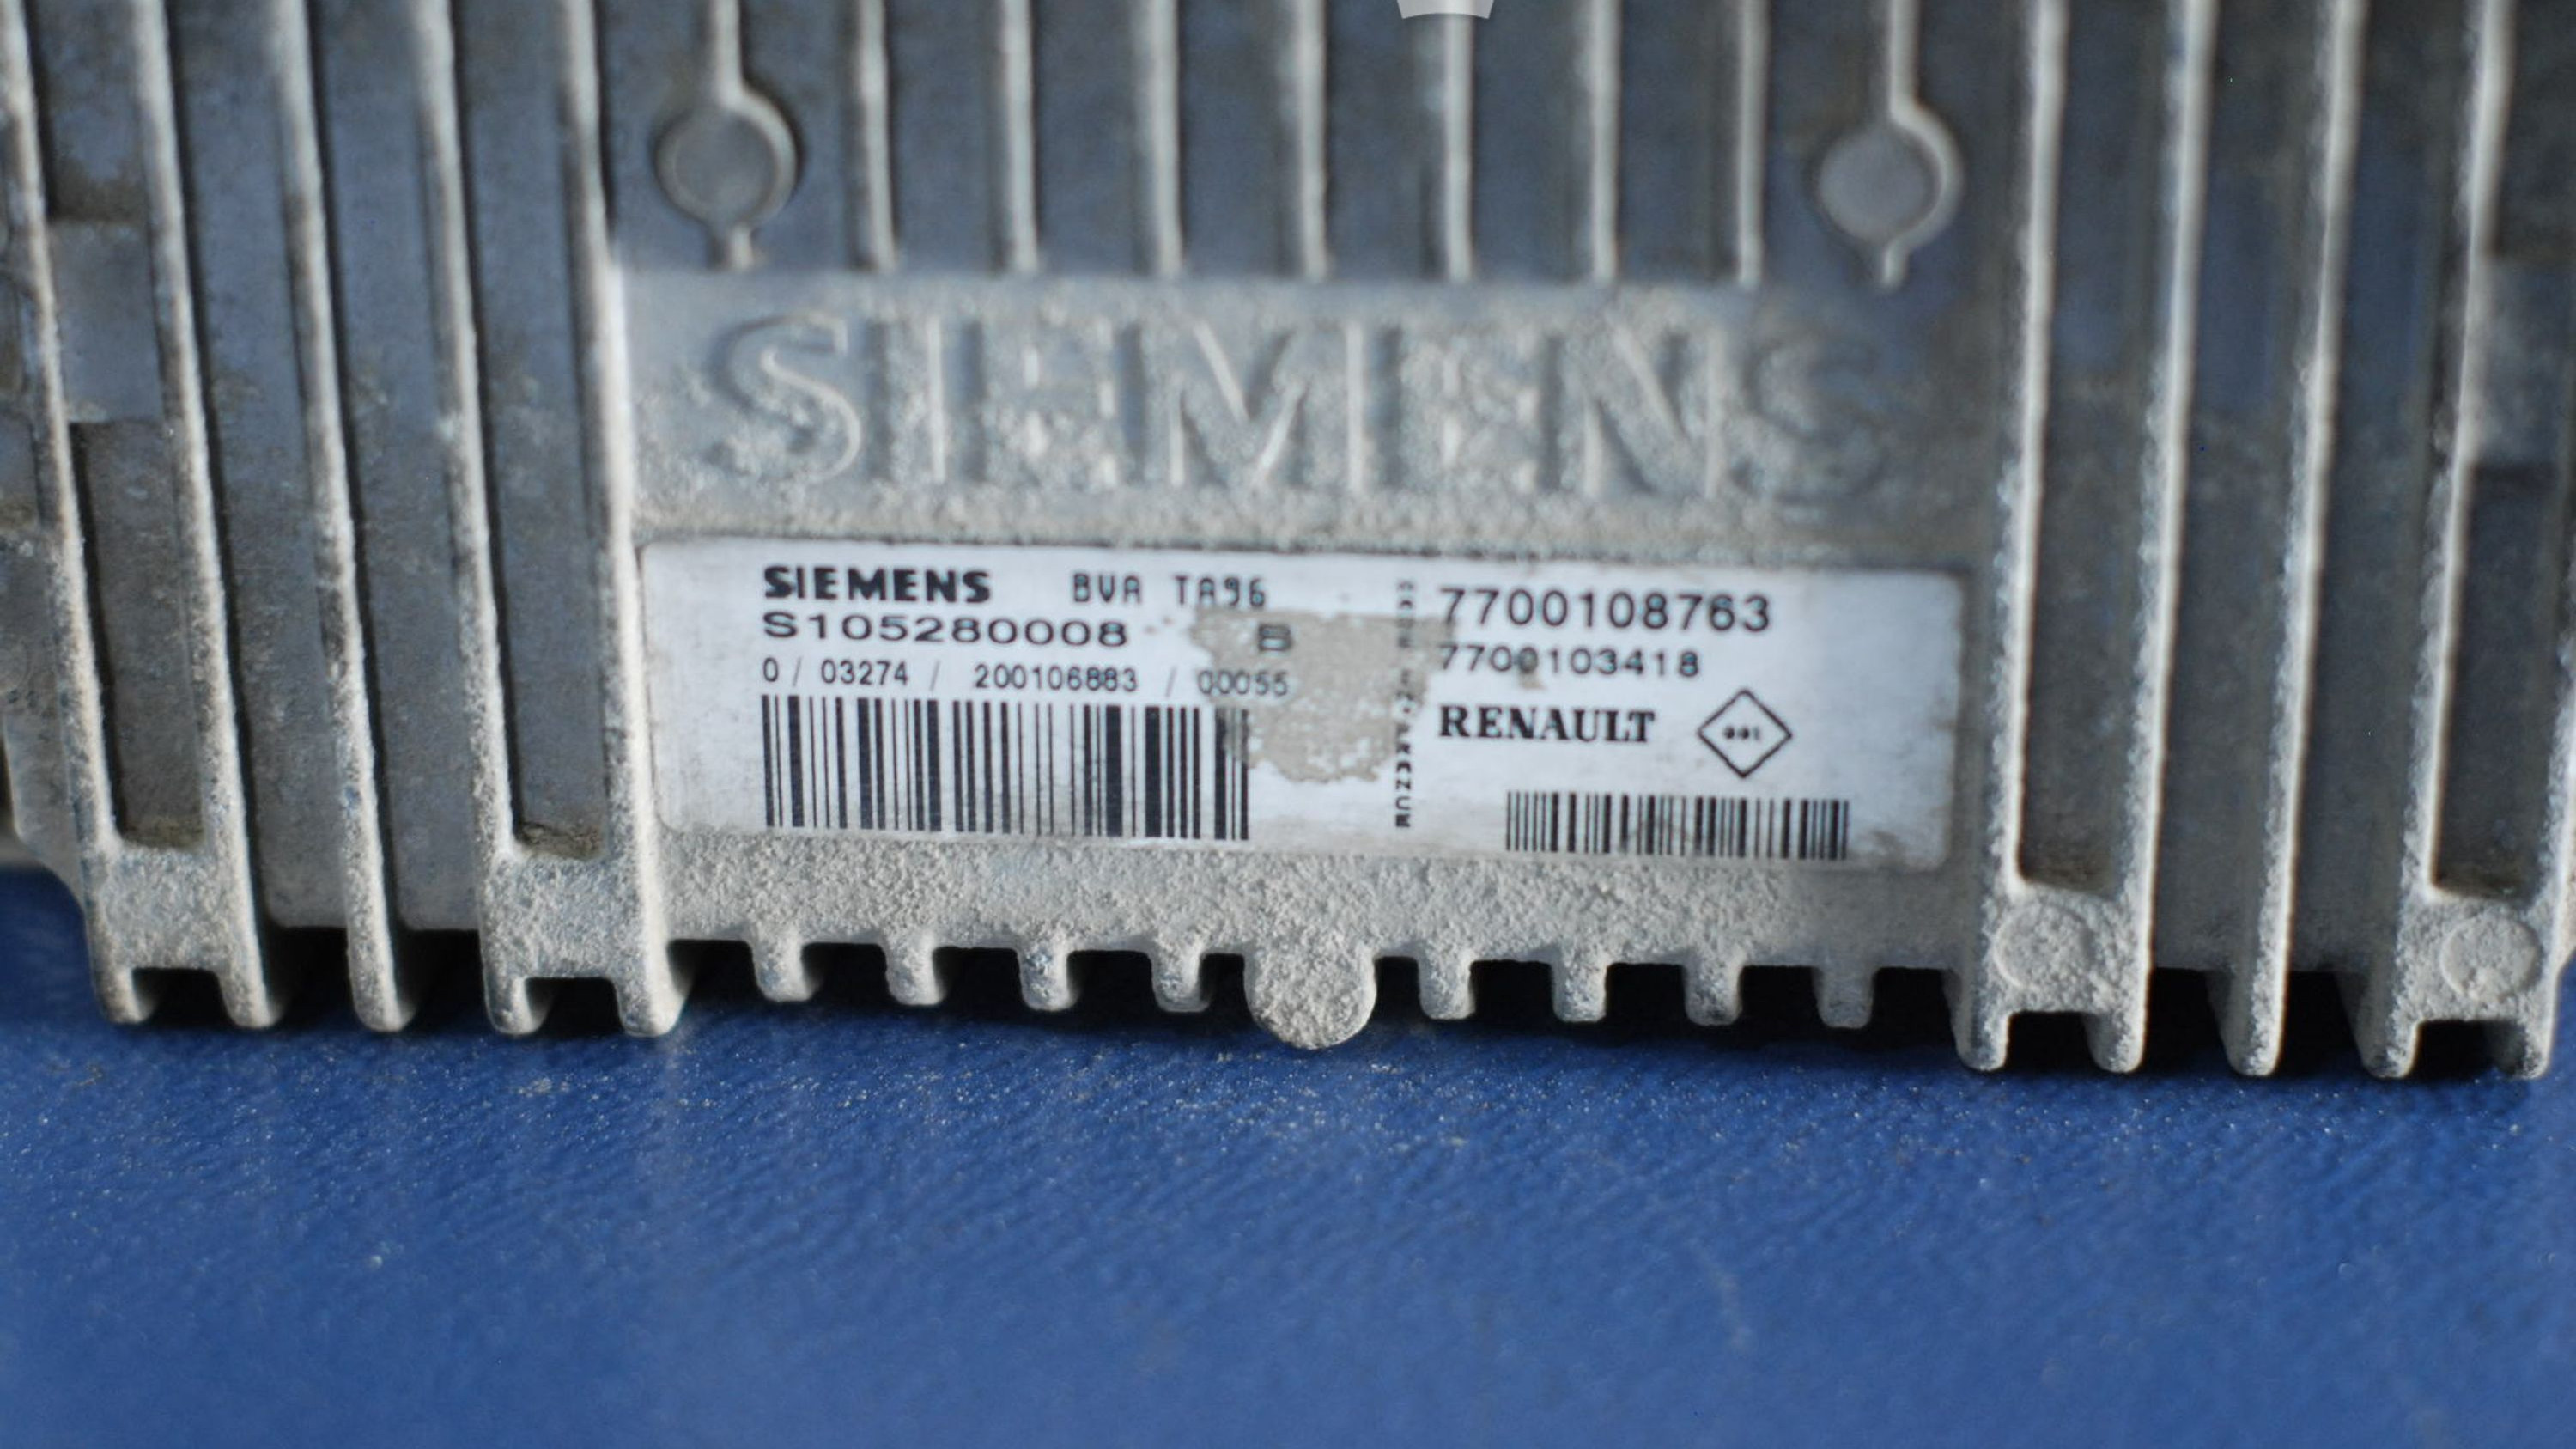 SIEMENS
SIEMENS BVA TA96
S105280008 B
0 / 03274 / 200106883 / 00055
7700108763
7700103418
RENAULT